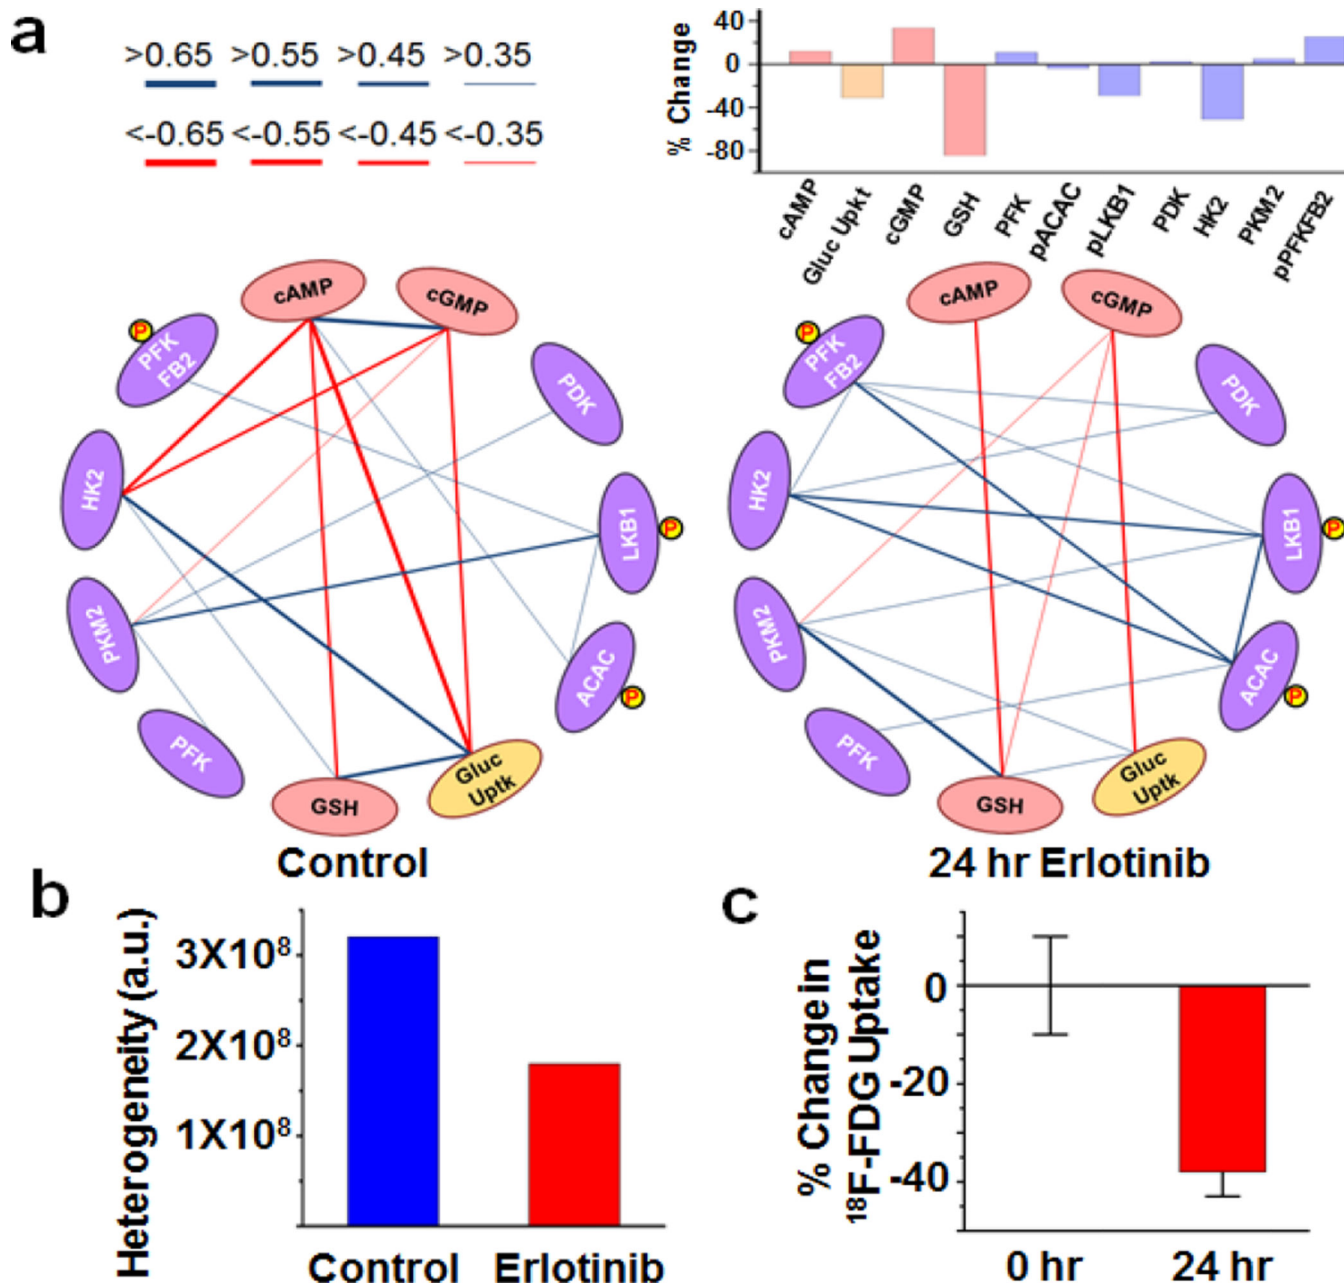 a
>0.65 >0.55 >0.45 >0.35
<-0.65 <-0.55 <-0.45 <-0.35
% Change
40
0
-40
-80
cAMP
Gluc Upkt
cGMP
GSH
PFK
pACAC
pLKB1
PDK
HK2
PKM2
pPFKFB2
cAMP
cGMP
P
PFK
FB2
PDK
HK2
LKB1
P
PKM2
ACAC
P
PFK
GSH
Gluc
Uptk
Control
cAMP
cGMP
P
PFK
FB2
PDK
HK2
LKB1
P
PKM2
ACAC
P
PFK
GSH
Gluc
Uptk
24 hr Erlotinib
b
Heterogeneity (a.u.)
3X10⁸
2X10⁸
1X10⁸
Control Erlotinib
c
% Change in
¹⁸F-FDG Uptake
0
-20
-40
0 hr 24 hr